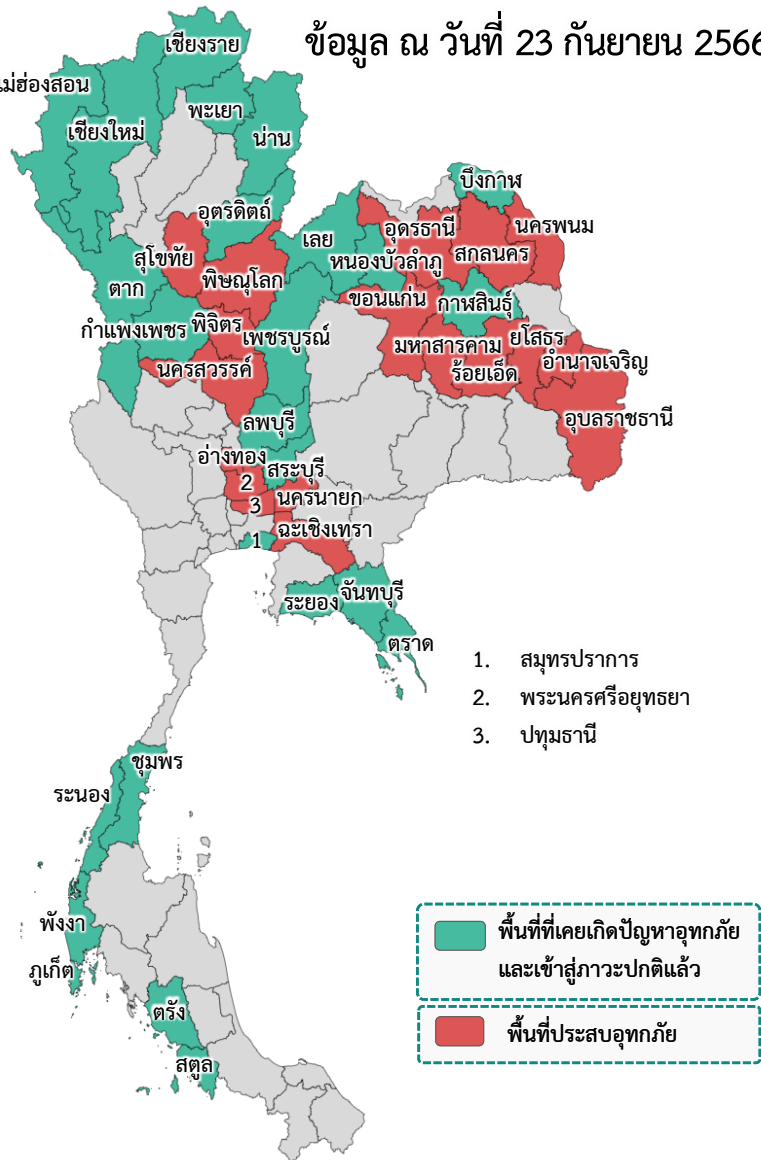 ข้อมูล ณ วันที่ 23 กันยายน 2566
เชียงราย
แม่ฮ่องสอน
พะเยา
เชียงใหม่
น่าน
บึงกาฬ
อุตรดิตถ์
อุดรธานี
นครพนม
เลย
สุโขทัย
หนองบัวลำภู
สกลนคร
พิษณุโลก
ตาก
ขอนแก่น
กาฬสินธุ์
กำแพงเพชร
พิจิตร
เพชรบูรณ์
มหาสารคาม
ยโสธร
อำนาจเจริญ
นครสวรรค์
ร้อยเอ็ด
ลพบุรี
อุบลราชธานี
อ่างทอง
สระบุรี
2
นครนายก
3
ฉะเชิงเทรา
1
ระยอง
จันทบุรี
ตราด
1. สมุทรปราการ
2. พระนครศรีอยุทธยา
3. ปทุมธานี
ชุมพร
ระนอง
พังงา
ภูเก็ต
ตรัง
สตูล
พื้นที่ที่เคยเกิดปัญหาอุทกภัย
และเข้าสู่ภาวะปกติแล้ว
พื้นที่ประสบอุทกภัย